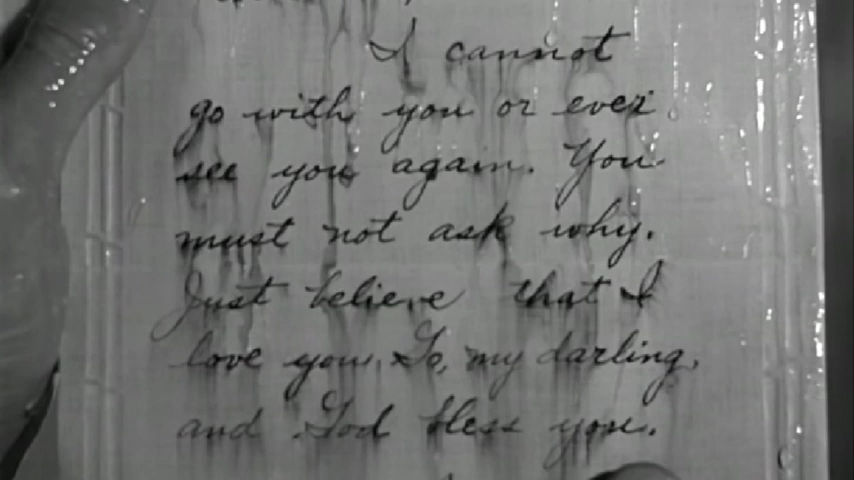 I cannot
go with you or ever
see you again. You
must not ask why.
Just believe that I
love you. Go, my darling,
and God bless you.